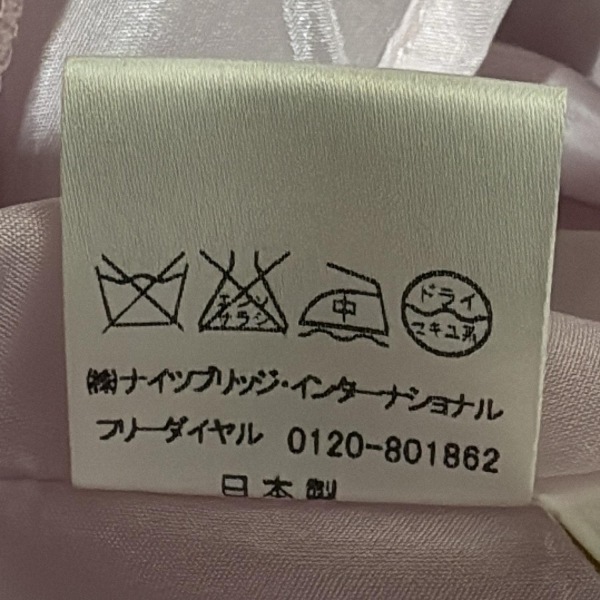 エンソ
サラシ
中
ドライ
セキユ系
(株)ナイツブリッジ・インターナショナル
フリーダイヤル 0120-801862
日本製